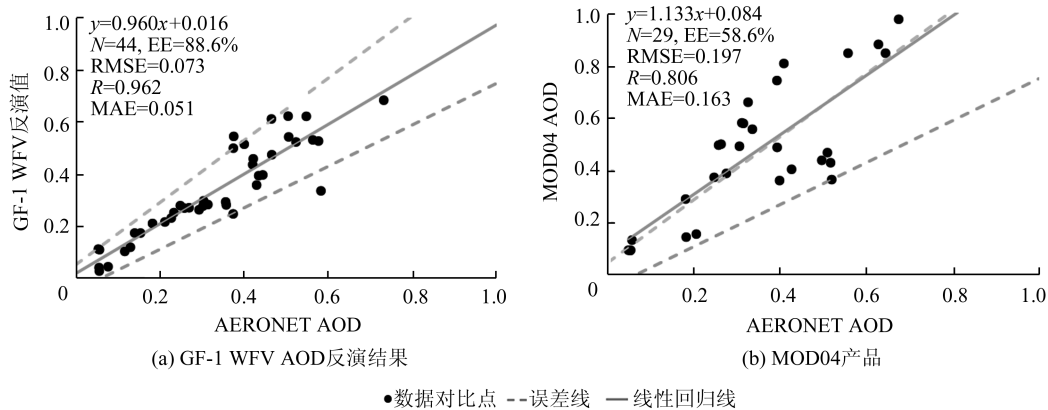 1.0
0.8
0.6
0.4
0.2
0
0.2
0.4
0.6
0.8
1.0
GF-1 WFV反演值
AERONET AOD
y=0.960x+0.016
N=44, EE=88.6%
RMSE=0.073
R=0.962
MAE=0.051
(a) GF-1 WFV AOD反演结果
1.0
0.8
0.6
0.4
0.2
0
0.2
0.4
0.6
0.8
1.0
MOD04 AOD
AERONET AOD
y=1.133x+0.084
N=29, EE=58.6%
RMSE=0.197
R=0.806
MAE=0.163
(b) MOD04产品
数据对比点 误差线 线性回归线